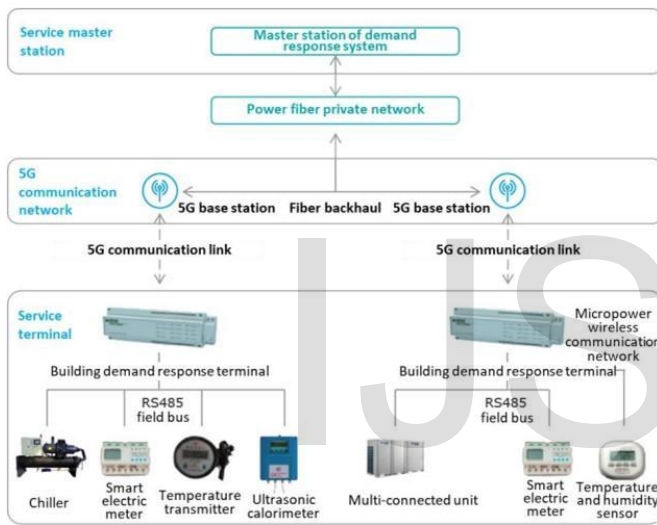 Service master
station
Master station of demand
response system
Power fiber private network
5G
communication
network
5G base station
Fiber backhaul
5G base station
5G communication link
5G communication link
IJS
Service
terminal
Micropower
wireless
communication
network
Building demand response terminal
Building demand response terminal
RS485
field bus
RS485
field bus
Chiller
Smart
electric
meter
Temperature
transmitter
Ultrasonic
calorimeter
Multi-connected unit
Smart
electric
meter
Temperature
and humidity
sensor